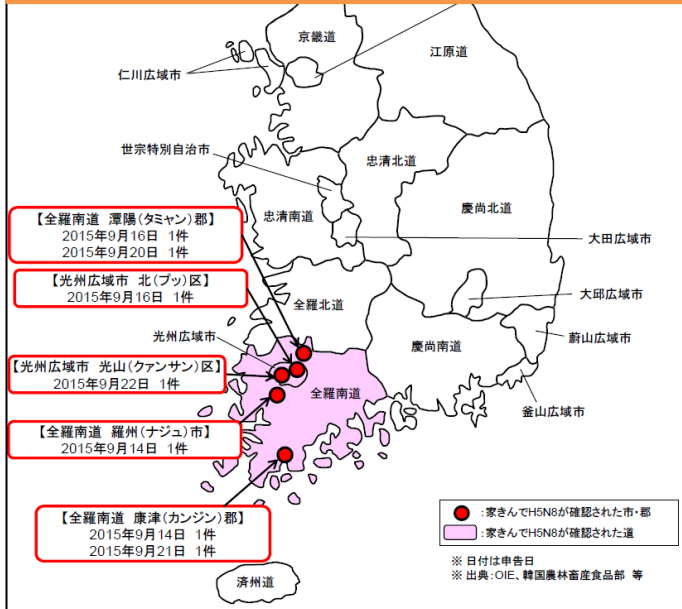 京畿道
江原道
仁川広域市
世宗特別自治市
忠清北道
忠清南道
慶尚北道
【全羅南道 潭陽(タミャン)郡】
2015年9月16日 1件
2015年9月20日 1件
大田広域市
【光州広域市 北(プッ)区】
2015年9月16日 1件
全羅北道
大邱広域市
光州広域市
慶尚南道
蔚山広域市
【光州広域市 光山(クァンサン)区】
2015年9月22日 1件
全羅南道
釜山広域市
【全羅南道 羅州(ナジュ)市】
2015年9月14日 1件
【全羅南道 康津(カンジン)郡】
2015年9月14日 1件
2015年9月21日 1件
:家きんでH5N8が確認された市・郡
:家きんでH5N8が確認された道
※ 日付は申告日
※ 出典:OIE、韓国農林畜産食品部 等
済州道